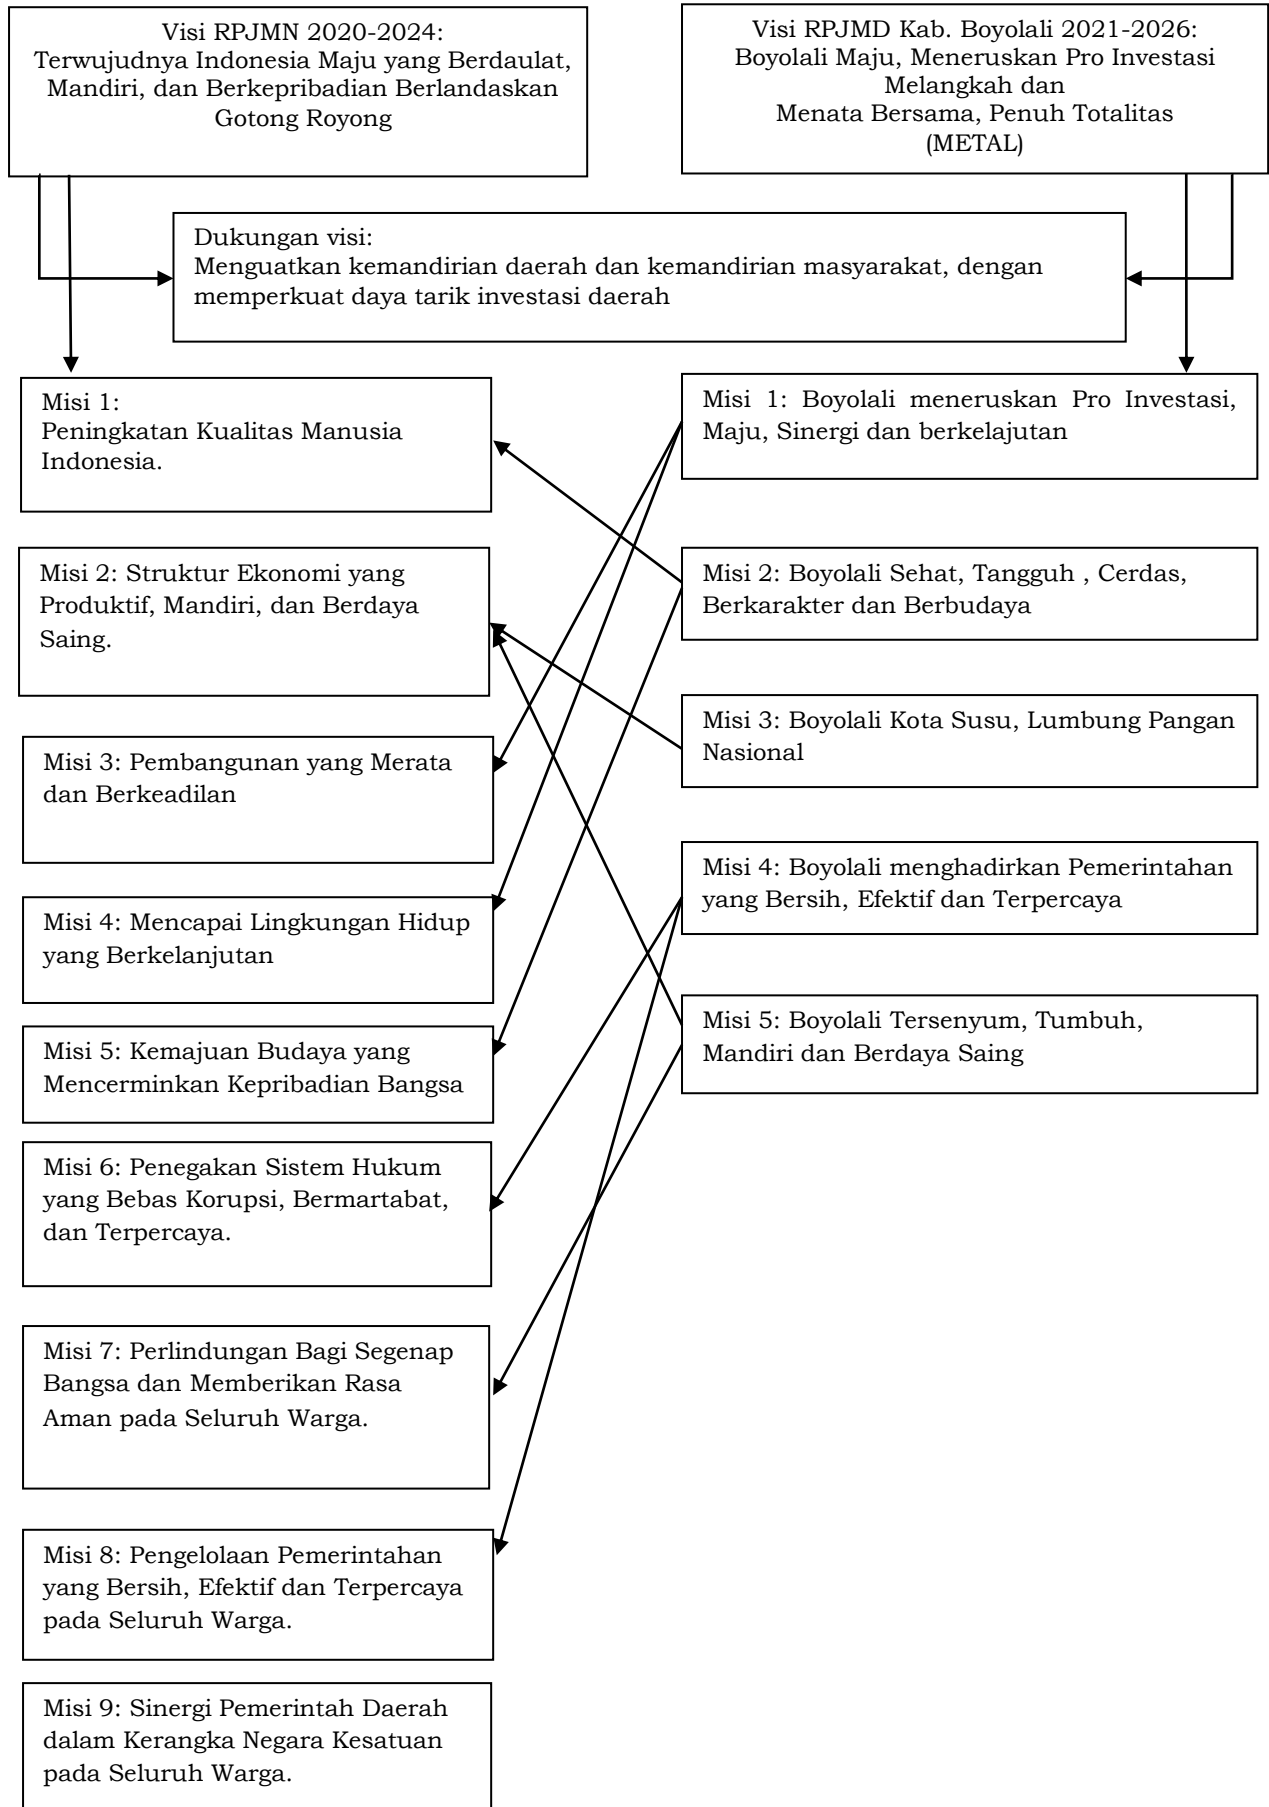 Visi RPJMN 2020-2024:
Terwujudnya Indonesia Maju yang Berdaulat,
Mandiri, dan Berkepribadian Berlandaskan
Gotong Royong
Visi RPJMD Kab. Boyolali 2021-2026:
Boyolali Maju, Meneruskan Pro Investasi
Melangkah dan
Menata Bersama, Penuh Totalitas
(METAL)
Dukungan visi:
Menguatkan kemandirian daerah dan kemandirian masyarakat, dengan
memperkuat daya tarik investasi daerah
Misi 1:
Peningkatan Kualitas Manusia
Indonesia.
Misi 2: Struktur Ekonomi yang
Produktif, Mandiri, dan Berdaya
Saing.
Misi 3: Pembangunan yang Merata
dan Berkeadilan
Misi 4: Mencapai Lingkungan Hidup
yang Berkelanjutan
Misi 5: Kemajuan Budaya yang
Mencerminkan Kepribadian Bangsa
Misi 6: Penegakan Sistem Hukum
yang Bebas Korupsi, Bermartabat,
dan Terpercaya.
Misi 7: Perlindungan Bagi Segenap
Bangsa dan Memberikan Rasa
Aman pada Seluruh Warga.
Misi 8: Pengelolaan Pemerintahan
yang Bersih, Efektif dan Terpercaya
pada Seluruh Warga.
Misi 9: Sinergi Pemerintah Daerah
dalam Kerangka Negara Kesatuan
pada Seluruh Warga.
Misi 1: Boyolali meneruskan Pro Investasi,
Maju, Sinergi dan berkelajutan
Misi 2: Boyolali Sehat, Tangguh , Cerdas,
Berkarakter dan Berbudaya
Misi 3: Boyolali Kota Susu, Lumbung Pangan
Nasional
Misi 4: Boyolali menghadirkan Pemerintahan
yang Bersih, Efektif dan Terpercaya
Misi 5: Boyolali Tersenyum, Tumbuh,
Mandiri dan Berdaya Saing